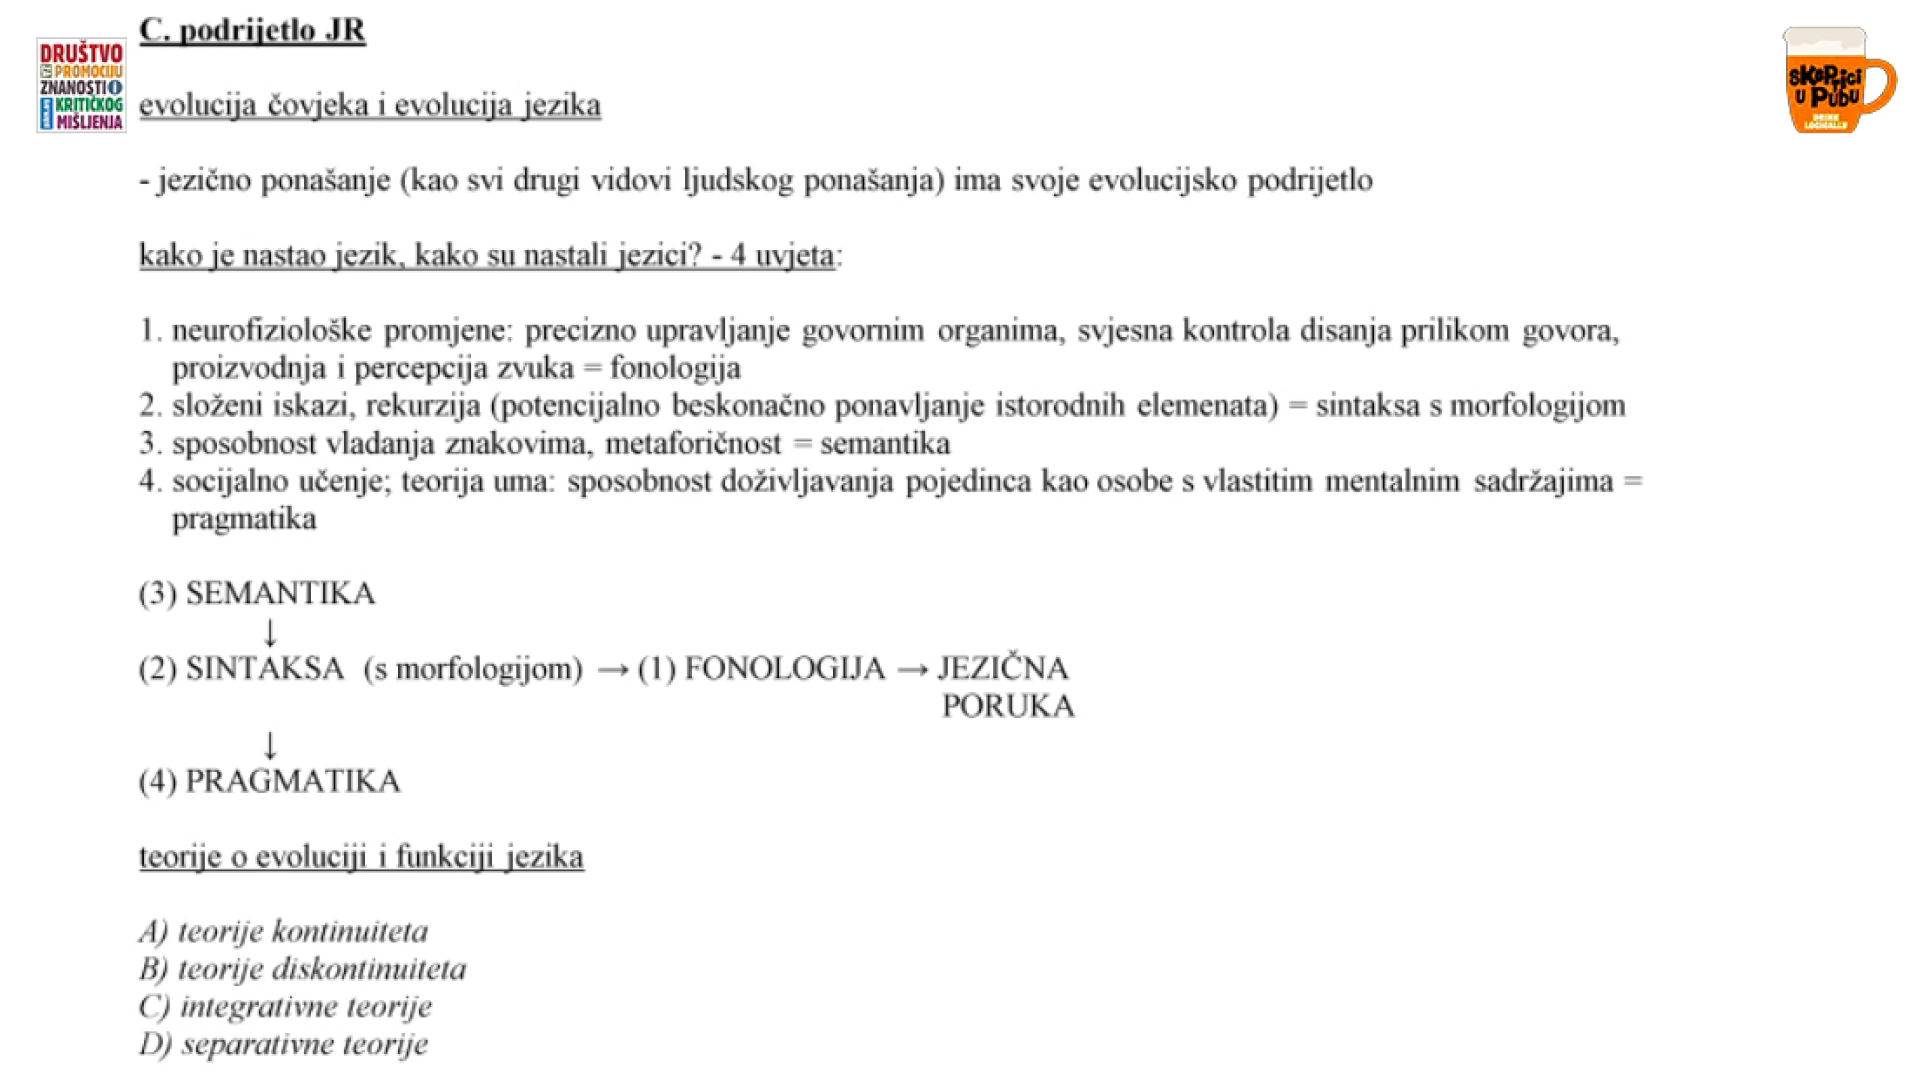 C. podrijetlo JR
DRUŠTVO
ZA PROMOCIJU
ZNANOSTI I
KRITIČKOG
MIŠLJENJA
SKEPTICI
U PUBU
DRINK
LOGICALLY
evolucija čovjeka i evolucija jezika
- jezično ponašanje (kao svi drugi vidovi ljudskog ponašanja) ima svoje evolucijsko podrijetlo
kako je nastao jezik, kako su nastali jezici? - 4 uvjeta:
1. neurofiziološke promjene: precizno upravljanje govornim organima, svjesna kontrola disanja prilikom govora,
proizvodnja i percepcija zvuka = fonologija
2. složeni iskazi, rekurzija (potencijalno beskonačno ponavljanje istorodnih elemenata) = sintaksa s morfologijom
3. sposobnost vladanja znakovima, metaforičnost = semantika
4. socijalno učenje; teorija uma: sposobnost doživljavanja pojedinca kao osobe s vlastitim mentalnim sadržajima =
pragmatika
(3) SEMANTIKA
↓
(2) SINTAKSA (s morfologijom) → (1) FONOLOGIJA → JEZIČNA
PORUKA
↓
(4) PRAGMATIKA
teorije o evoluciji i funkciji jezika
A) teorije kontinuiteta
B) teorije diskontinuiteta
C) integrativne teorije
D) separativne teorije